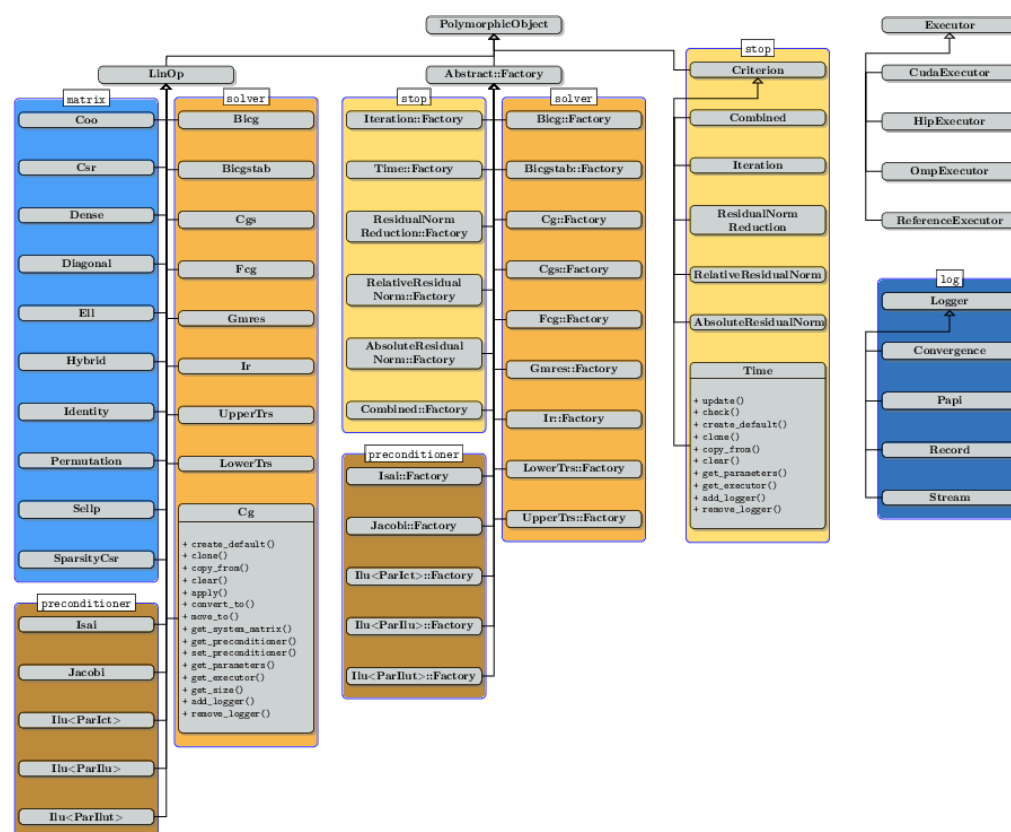 PolymorphicObject
LinOp
Abstract::Factory
matrix
Coo
Csr
Dense
Diagonal
Ell
Hybrid
Identity
Permutation
Sellp
SparsityCsr
preconditioner
Isai
Jacobi
Ilu<ParIct>
Ilu<ParIlu>
Ilu<ParIlut>
solver
Bicg
Bicgstab
Cgs
Fcg
Gmres
Ir
UpperTrs
LowerTrs
Cg
+ create_default()
+ clone()
+ copy_from()
+ clear()
+ apply()
+ convert_to()
+ move_to()
+ get_system_matrix()
+ get_preconditioner()
+ set_preconditioner()
+ get_parameters()
+ get_executor()
+ get_size()
+ add_logger()
+ remove_logger()
stop
Iteration::Factory
Time::Factory
ResidualNorm
Reduction::Factory
RelativeResidual
Norm::Factory
AbsoluteResidual
Norm::Factory
Combined::Factory
preconditioner
Isai::Factory
Jacobi::Factory
Ilu<ParIct>::Factory
Ilu<ParIlu>::Factory
Ilu<ParIlut>::Factory
solver
Bicg::Factory
Bicgstab::Factory
Cg::Factory
Cgs::Factory
Fcg::Factory
Gmres::Factory
Ir::Factory
LowerTrs::Factory
UpperTrs::Factory
stop
Criterion
Combined
Iteration
ResidualNorm
Reduction
RelativeResidualNorm
AbsoluteResidualNorm
Time
+ update()
+ check()
+ create_default()
+ clone()
+ copy_from()
+ clear()
+ get_parameters()
+ get_executor()
+ add_logger()
+ remove_logger()
Executor
CudaExecutor
HipExecutor
OmpExecutor
ReferenceExecutor
log
Logger
Convergence
Papi
Record
Stream